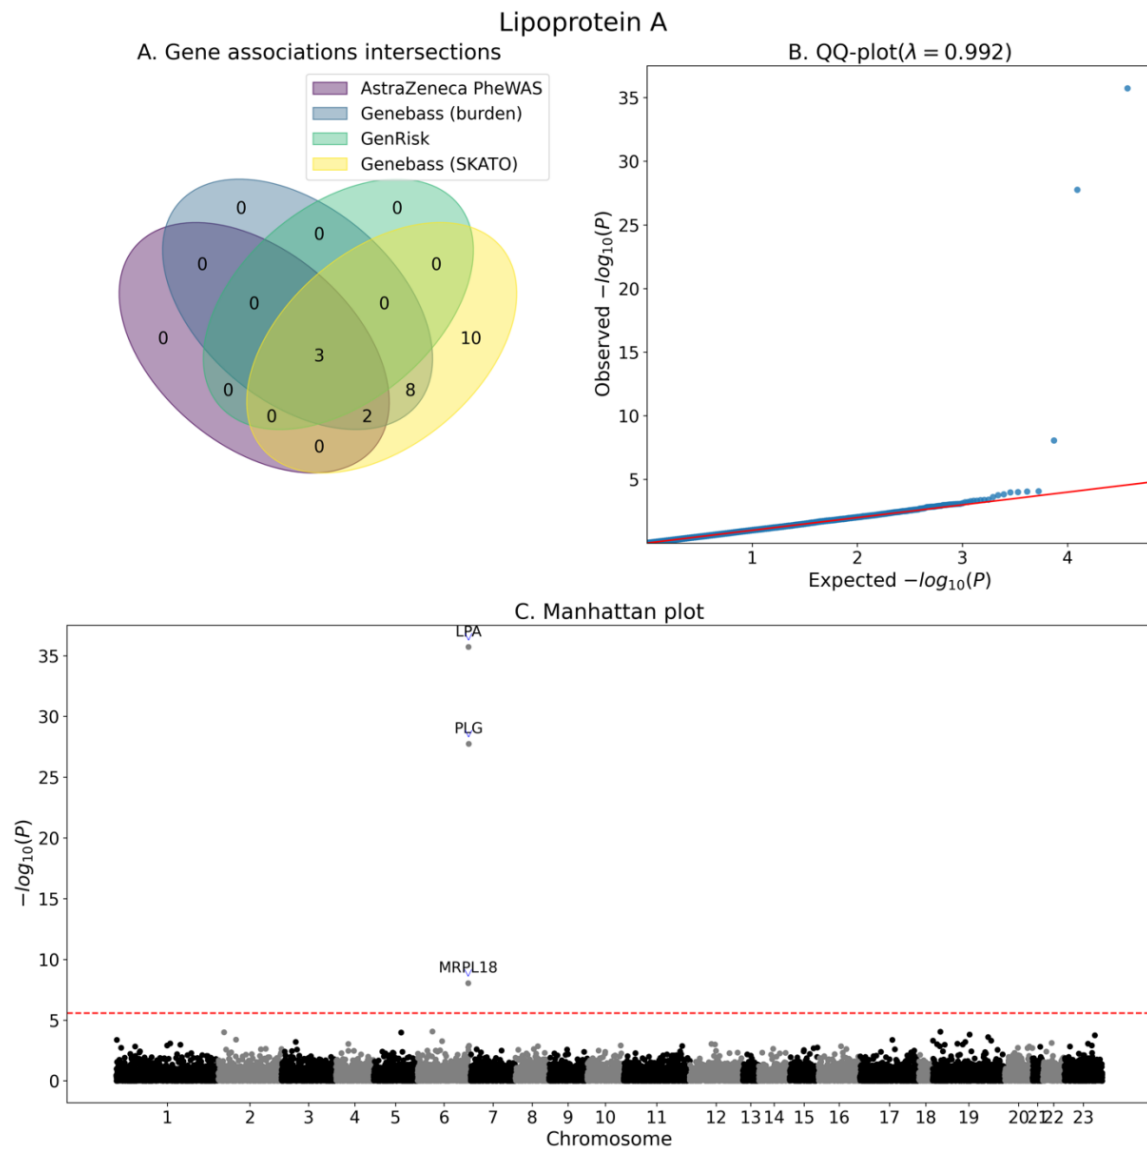 Lipoprotein A
A. Gene associations intersections
AstraZeneca PheWAS
Genebass (burden)
GenRisk
Genebass (SKATO)
0
0
0
0
0
0
0
0
10
3
0
8
0
2
0
B. QQ-plot(λ = 0.992)
Observed −log10(P)
35
30
25
20
15
10
5
1
2
3
4
Expected −log10(P)
C. Manhattan plot
−log10(P)
35
30
25
20
15
10
5
0
LPA
PLG
MRPL18
1 2 3 4 5 6 7 8 9 10 11 12 13 14 15 16 17 18 19 20 21 22 23
Chromosome